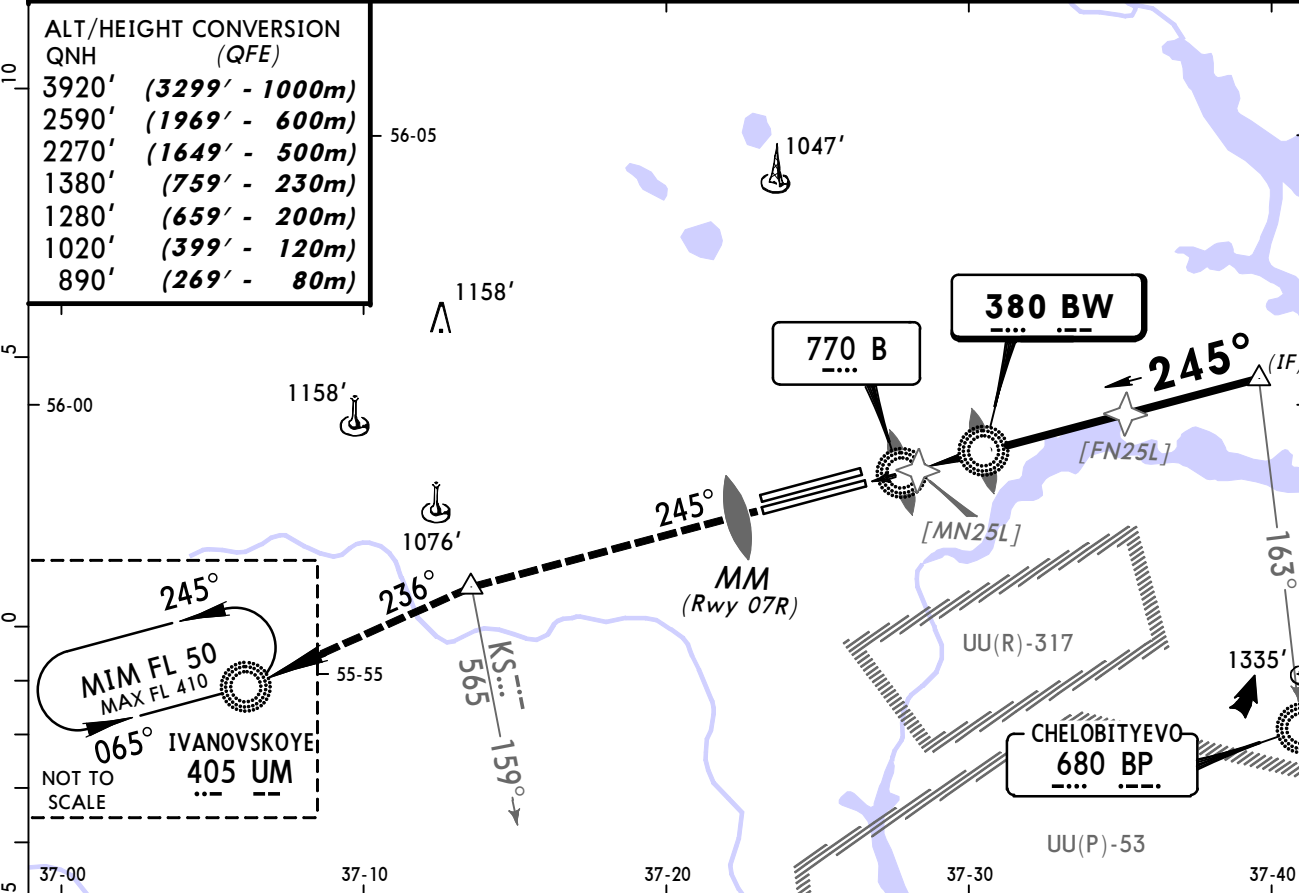 ALT/HEIGHT CONVERSION
QNH (QFE)
3920' (3299' - 1000m)
2590' (1969' - 600m)
2270' (1649' - 500m)
1380' (759' - 230m)
1280' (659' - 200m)
1020' (399' - 120m)
890' (269' - 80m)
10
56-05
1047'
1158'
5
1158'
56-00
380 BW
770 B
245°
(IF)
[FN25L]
[MN25L]
245°
1076'
MM
(Rwy 07R)
236°
163°
0
245°
MIM FL 50
MAX FL 410
065°
IVANOVSKOYE
405 UM
NOT TO
SCALE
55-55
KS
565
159°
UU(R)-317
1335'
CHELOBITYEVO
680 BP
UU(P)-53
5
37-00
37-10
37-20
37-30
37-40